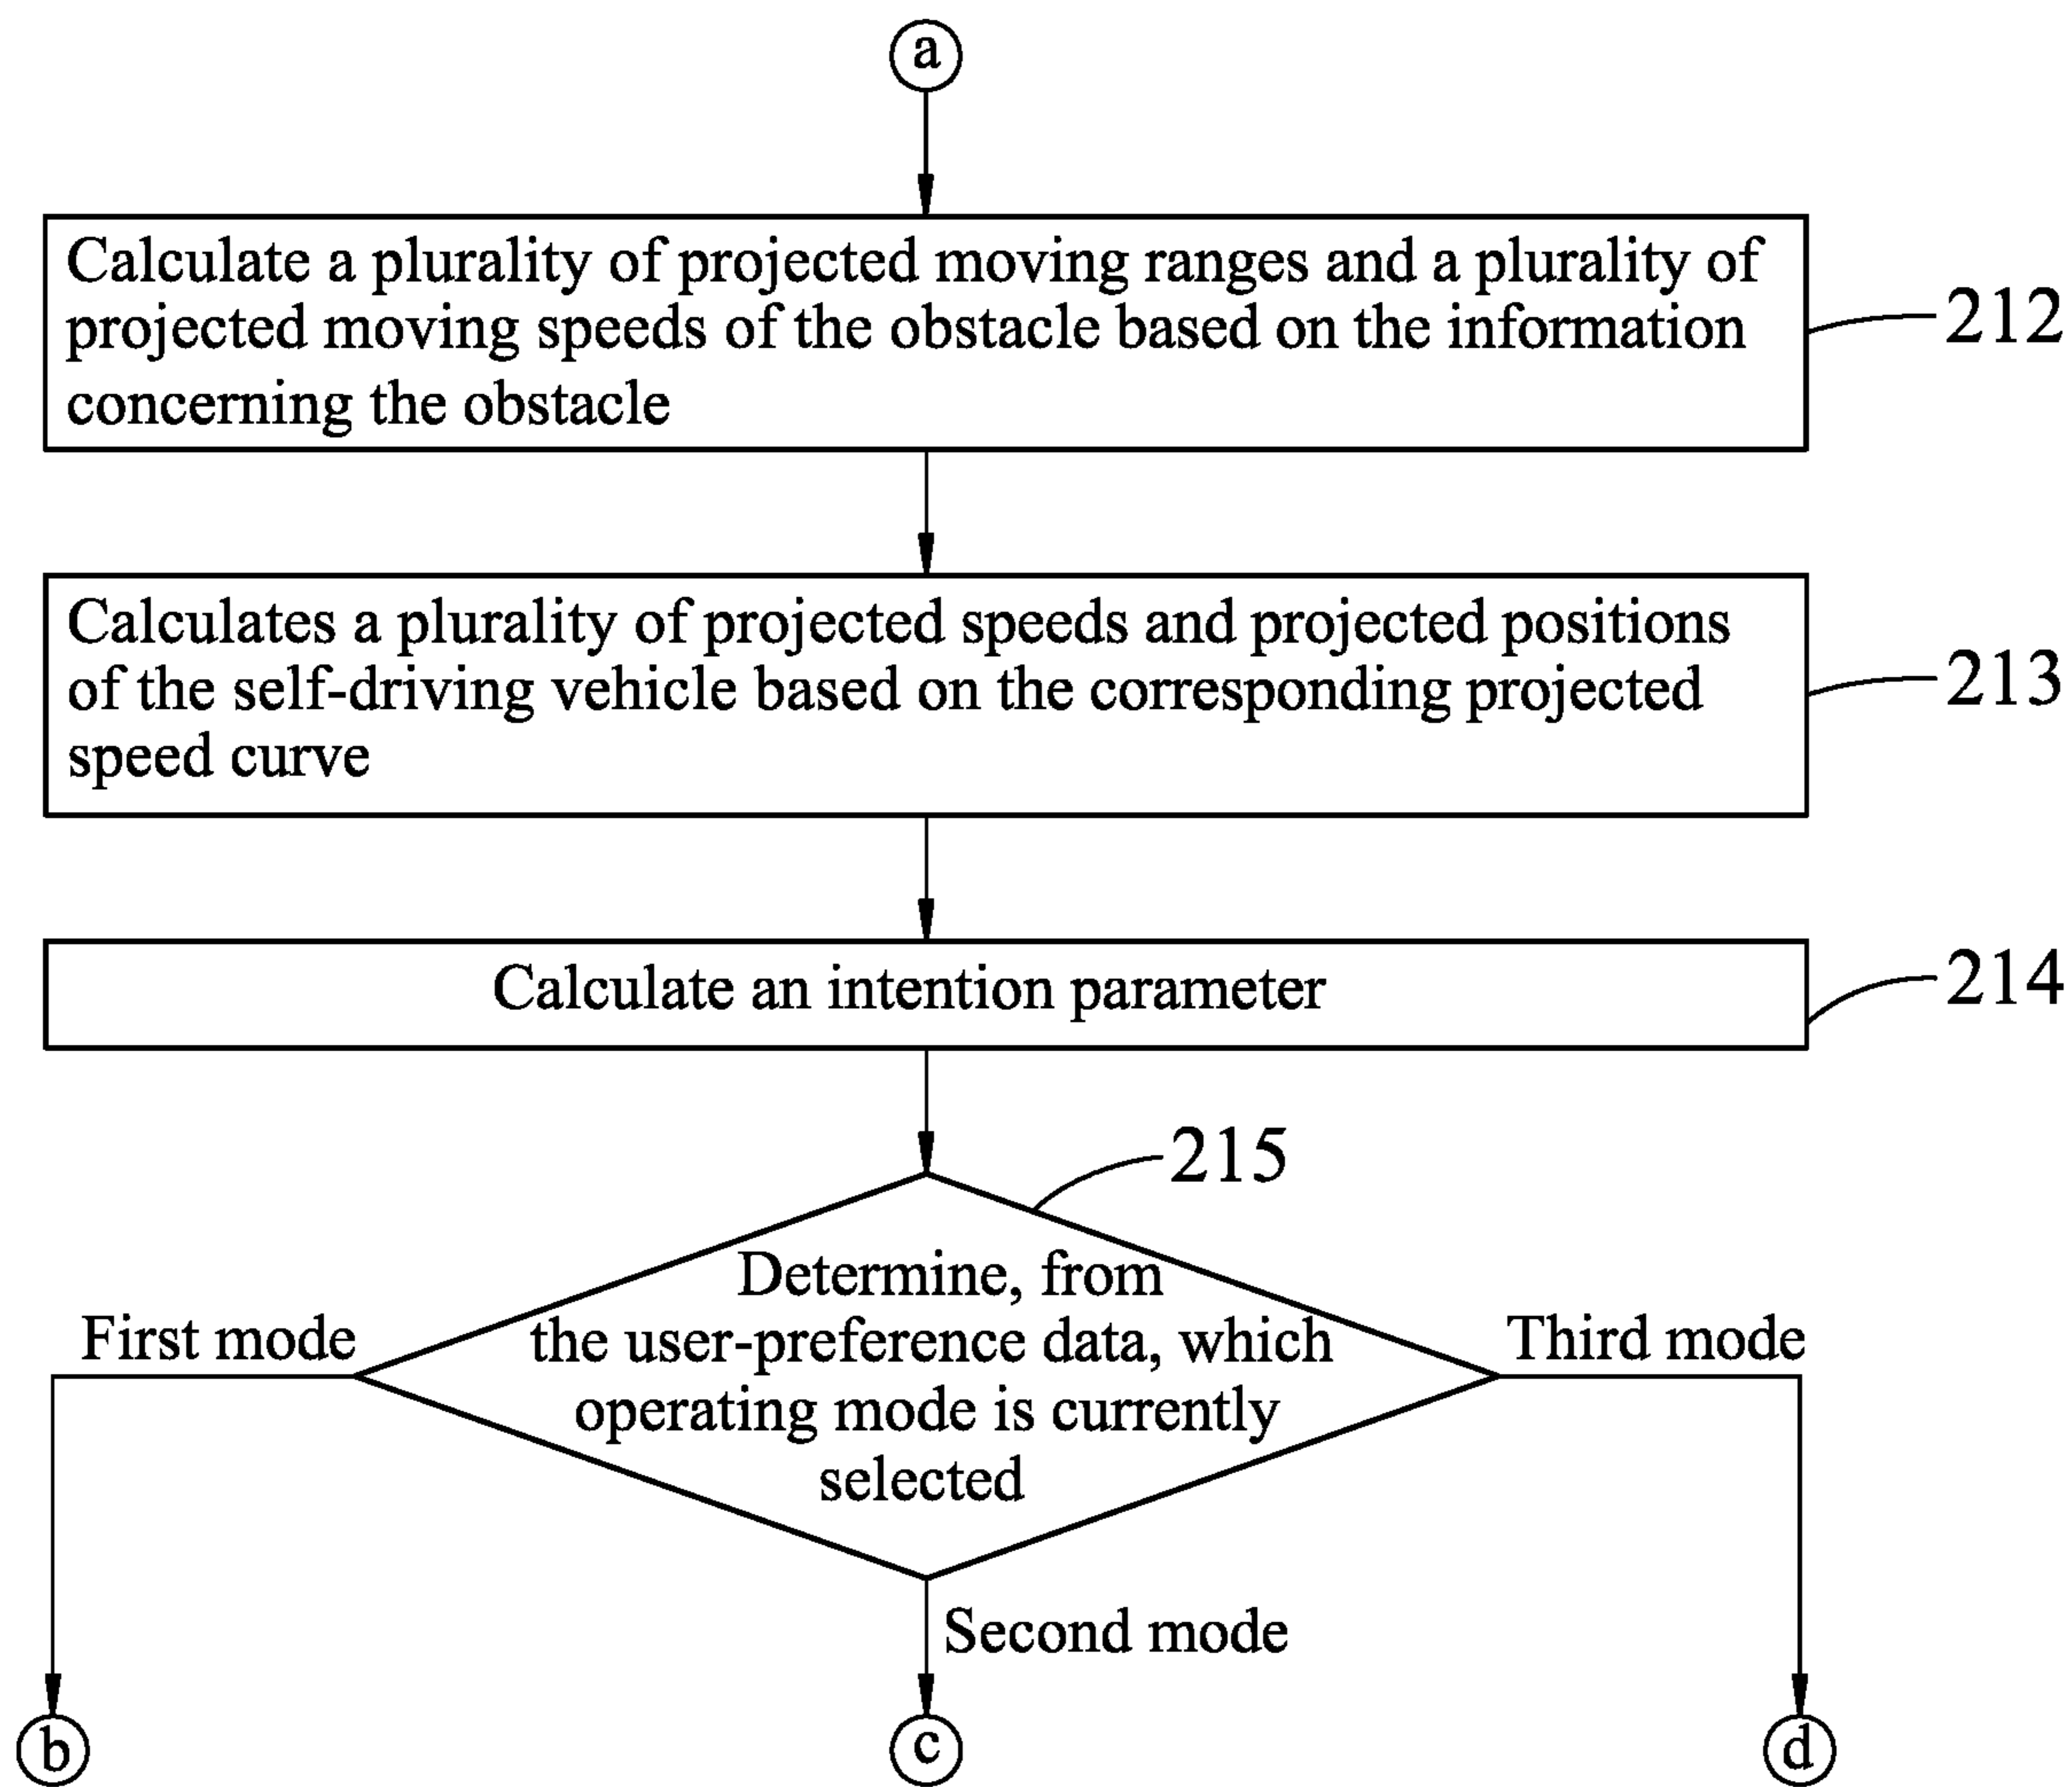 a
Calculate a plurality of projected moving ranges and a plurality of
projected moving speeds of the obstacle based on the information
concerning the obstacle
212
Calculates a plurality of projected speeds and projected positions
of the self-driving vehicle based on the corresponding projected
speed curve
213
Calculate an intention parameter
214
215
Determine, from
the user-preference data, which
operating mode is currently
selected
First mode
Third mode
Second mode
b
c
d